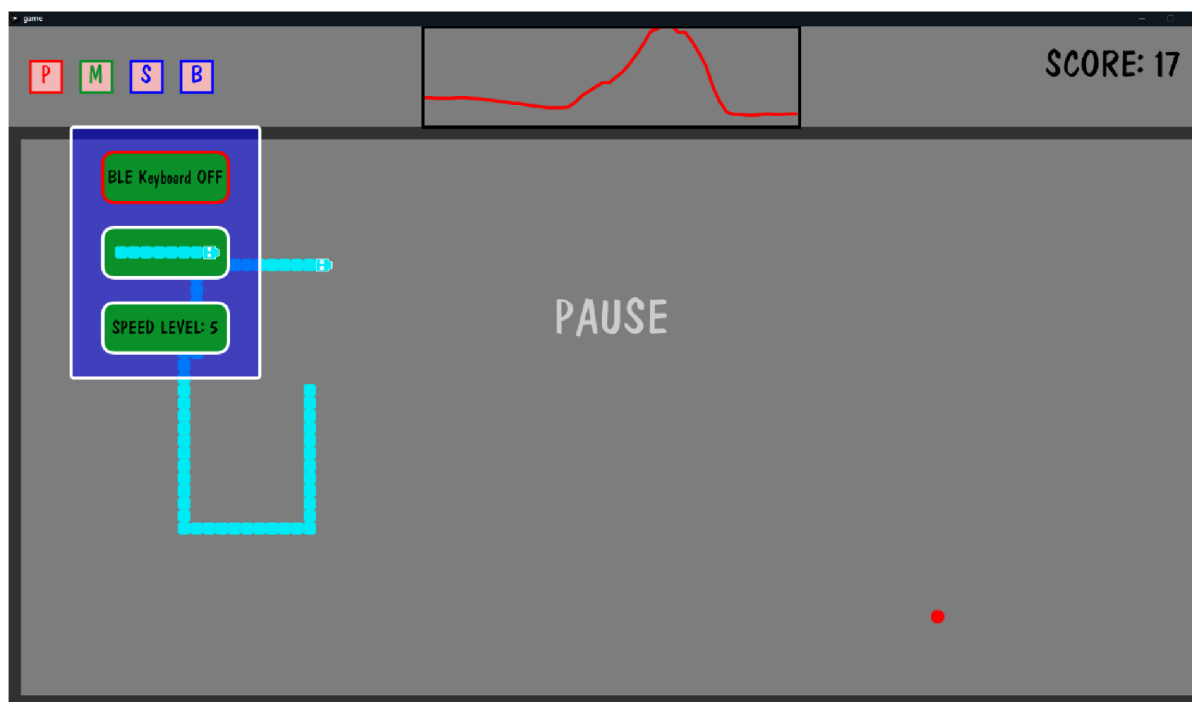 game
P M S B
SCORE: 17
BLE Keyboard OFF
SPEED LEVEL: 5
PAUSE